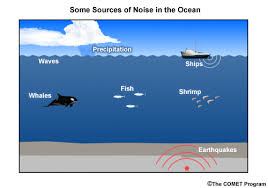 Some Sources of Noise in the Ocean
Precipitation
Waves
Ships
Whales
Fish
Shrimp
Earthquakes
©The COMET Program